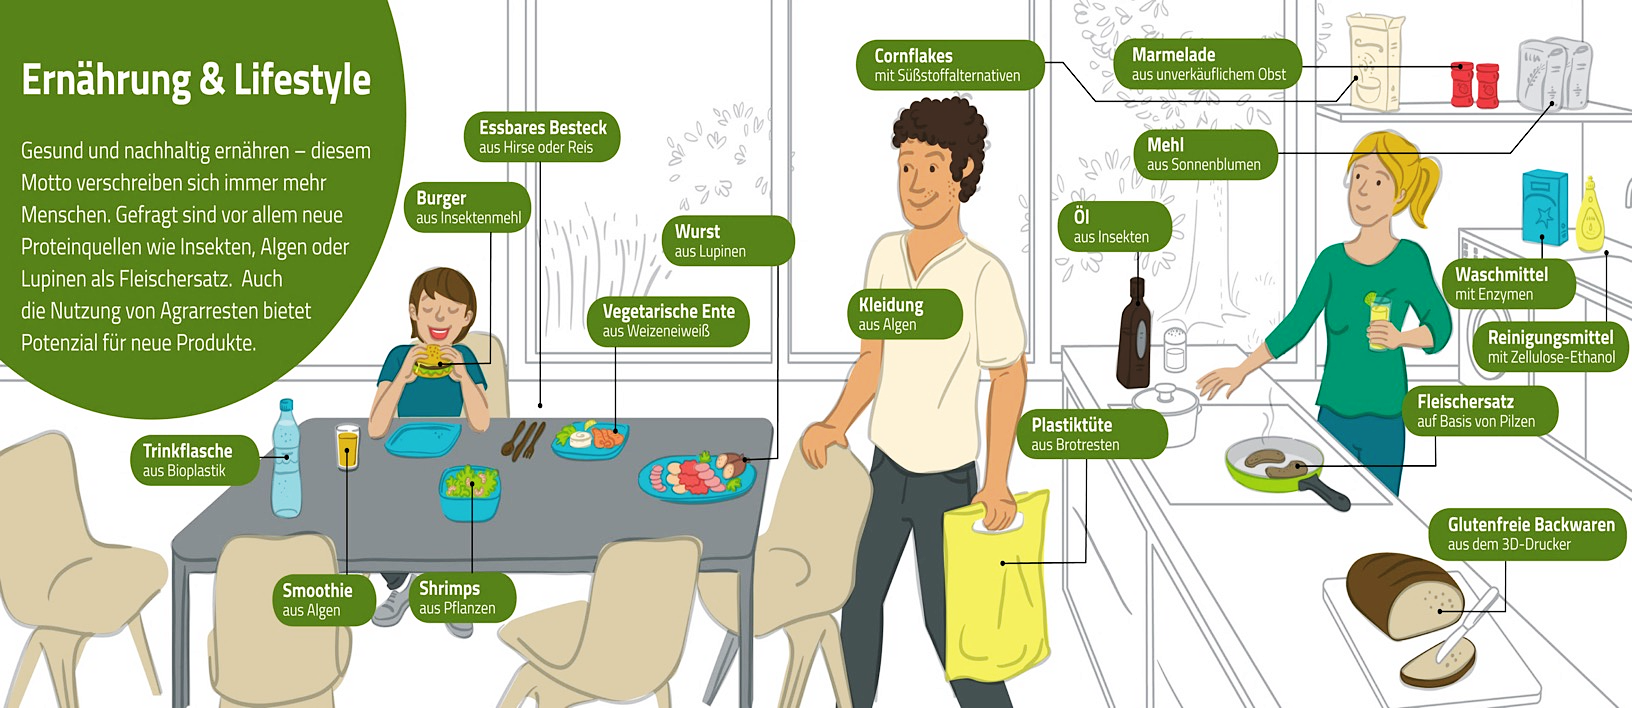 Ernährung & Lifestyle
Gesund und nachhaltig ernähren – diesem
Motto verschreiben sich immer mehr
Menschen. Gefragt sind vor allem neue
Proteinquellen wie Insekten, Algen oder
Lupinen als Fleischersatz. Auch
die Nutzung von Agrarresten bietet
Potenzial für neue Produkte.
Essbares Besteck
aus Hirse oder Reis
Burger
aus Insektenmehl
Wurst
aus Lupinen
Vegetarische Ente
aus Weizeneiweiß
Trinkflasche
aus Bioplastik
Smoothie
aus Algen
Shrimps
aus Pflanzen
Cornflakes
mit Süßstoffalternativen
Marmelade
aus unverkäuflichem Obst
Mehl
aus Sonnenblumen
Öl
aus Insekten
Kleidung
aus Algen
Waschmittel
mit Enzymen
Reinigungsmittel
mit Zellulose-Ethanol
Fleischersatz
auf Basis von Pilzen
Plastiktüte
aus Brotresten
Glutenfreie Backwaren
aus dem 3D-Drucker